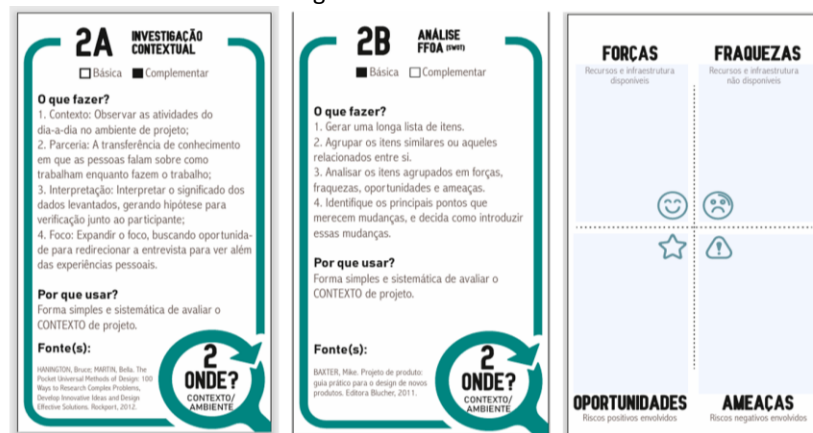 2A
INVESTIGAÇÃO
CONTEXTUAL
Básica Complementar
O que fazer?
1. Contexto: Observar as atividades do
dia-a-dia no ambiente de projeto;
2. Parceria: A transferência de conhecimento
em que as pessoas falam sobre como
trabalham enquanto fazem o trabalho;
3. Interpretação: Interpretar o significado dos
dados levantados, gerando hipótese para
verificação junto ao participante;
4. Foco: Expandir o foco, buscando oportunida-
de para redirecionar a entrevista para ver além
das experiências pessoais.
Por que usar?
Forma simples e sistemática de avaliar o
CONTEXTO de projeto.
Fonte(s):
HANINGTON, Bruce; MARTIN, Bella. The
Pocket Universal Methods of Design: 100
Ways to Research Complex Problems,
Develop Innovative Ideas and Design
Effective Solutions. Rockport, 2012.
2
ONDE?
CONTEXTO/
AMBIENTE
2B
ANÁLISE
FFOA (SWOT)
Básica Complementar
O que fazer?
1. Gerar uma longa lista de itens.
2. Agrupar os itens similares ou aqueles
relacionados entre si.
3. Analisar os itens agrupados em forças,
fraquezas, oportunidades e ameaças.
4. Identifique os principais pontos que
merecem mudanças, e decida como introduzir
essas mudanças.
Por que usar?
Forma simples e sistemática de avaliar o
CONTEXTO de projeto.
Fonte(s):
BAXTER, Mike. Projeto de produto:
guia prático para o design de novos
produtos. Editora Blucher, 2011.
2
ONDE?
CONTEXTO/
AMBIENTE
FORÇAS
Recursos e infraestrutura
disponíveis
FRAQUEZAS
Recursos e infraestrutura
não disponíveis
OPORTUNIDADES
Riscos positivos envolvidos
AMEAÇAS
Riscos negativos envolvidos